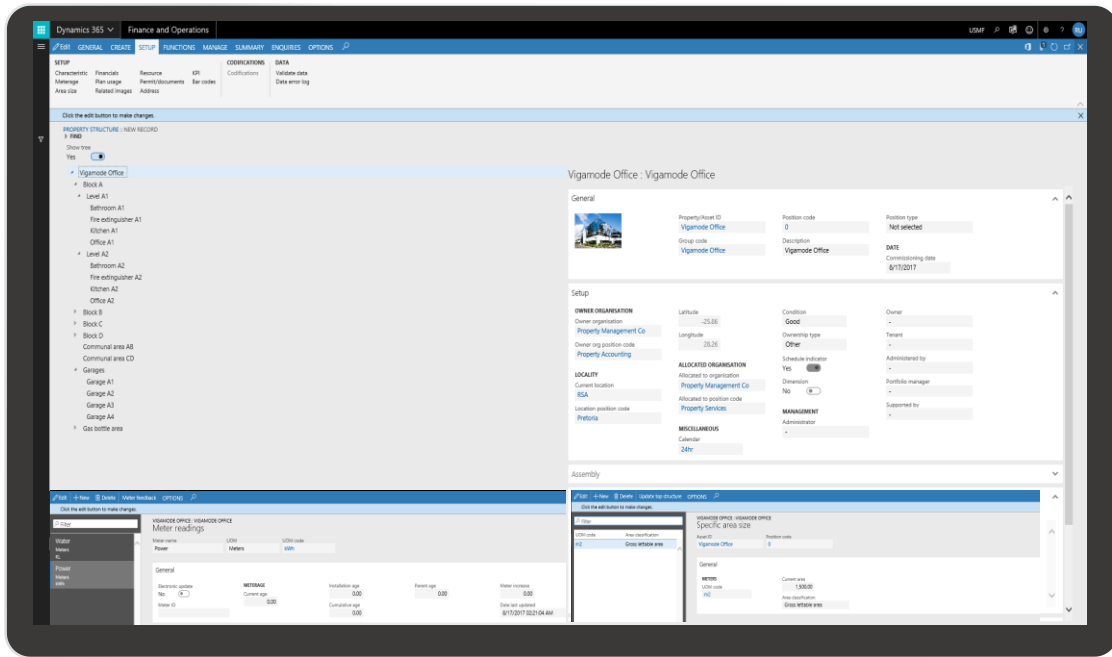 Dynamics 365 Finance and Operations USMF ? RU
Edit GENERAL CREATE SETUP FUNCTIONS MANAGE SUMMARY ENQUIRIES OPTIONS
SETUP CODIFICATIONS DATA
Characteristic Financials Resource KPI Codifications Validate data
Meterage Plan usage Permit/documents Bar codes Data error log
Area size Related images Address
Click the edit button to make changes.
PROPERTY STRUCTURE : NEW RECORD
FIND
Show tree
Yes
Vigamode Office
Block A
Level A1
Bathroom A1
Fire extinguisher A1
Kitchen A1
Office A1
Level A2
Bathroom A2
Fire extinguisher A2
Kitchen A2
Office A2
Block B
Block C
Block D
Communal area AB
Communal area CD
Garages
Garage A1
Garage A2
Garage A3
Garage A4
Gas bottle area
Vigamode Office : Vigamode Office
General
Property/Asset ID Position code Position type
Vigamode Office 0 Not selected
Group code Description DATE
Vigamode Office Vigamode Office Commissioning date
8/17/2017
Setup
OWNER ORGANISATION Latitude Condition Owner
Owner organisation -25.86 Good -
Property Management Co Longitude Ownership type Tenant
Owner org position code 28.26 Other -
Property Accounting ALLOCATED ORGANISATION Schedule indicator Administered by
LOCALITY Allocated to organization Yes -
Current location Property Management Co Dimension Portfolio manager
RSA Allocated to position code No -
Location position code Property Services MANAGEMENT Supported by
Pretoria MISCELLANEOUS Administrator -
Calendar -
24hr
Assembly
Edit New Delete Meter feedback OPTIONS
Click the edit button to make changes.
Filter
Water
Meters
KL
Power
Meters
kWh
VIGAMODE OFFICE : VIGAMODE OFFICE
Meter readings
Meter name UOM UOM code
Power Meters kWh
General
Electronic update METERAGE Installation age Parent age Meter increase
No Current age 0.00 0.00 0.00
Meter ID 0.00 Cumulative age Date last updated
0.00 8/17/2017 02:21:04 AM
Edit New Delete Update top structure OPTIONS
Click the edit button to make changes.
Filter
UOM code Area classification
m2 Gross lettable area
VIGAMODE OFFICE : VIGAMODE OFFICE
Specific area size
Asset ID Position code
Vigamode Office 0
General
METERS Current area
UOM code 1,500.00
m2 Area classification
Gross lettable area